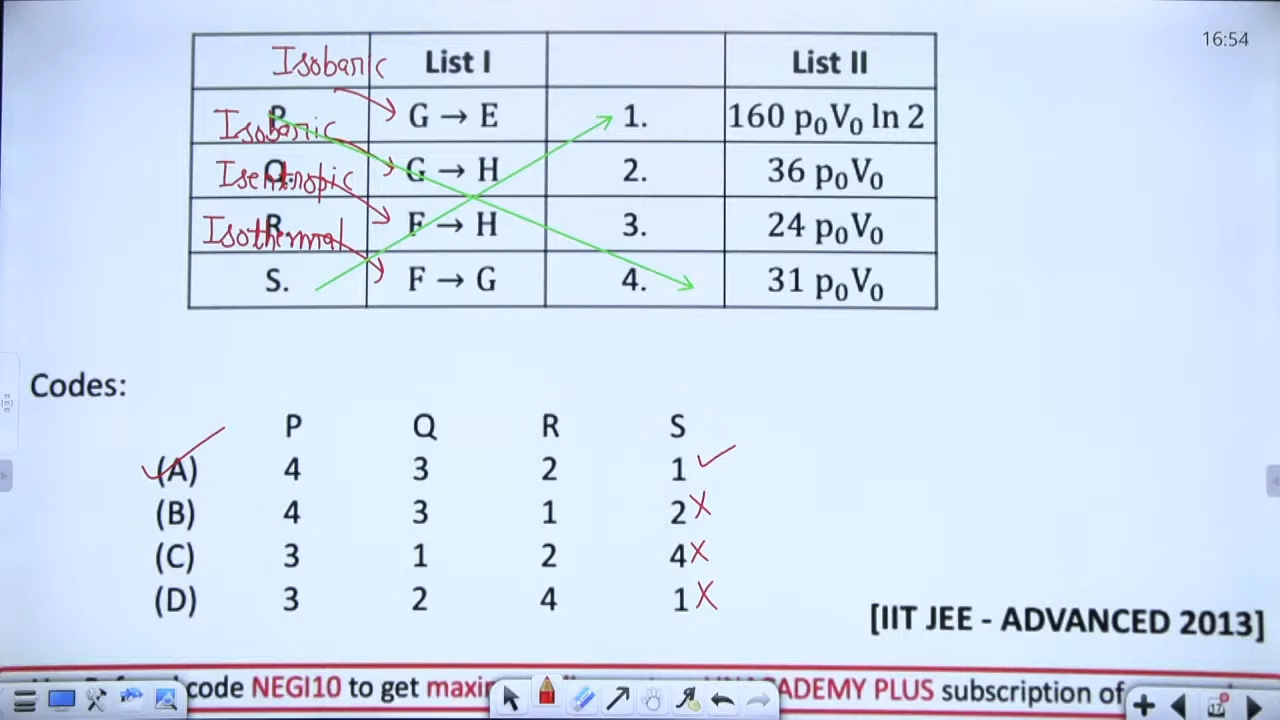 16:54
Isobaric List I List II
P. G → E 1. 160 p₀V₀ ln 2
Isobaric
Q. G → H 2. 36 p₀V₀
Isentropic
R. F → H 3. 24 p₀V₀
Isothermal
S. F → G 4. 31 p₀V₀
Codes:
P Q R S
(A) 4 3 2 1
(B) 4 3 1 2
(C) 3 1 2 4
(D) 3 2 4 1
[IIT JEE - ADVANCED 2013]
code NEGI10 to get subscription of